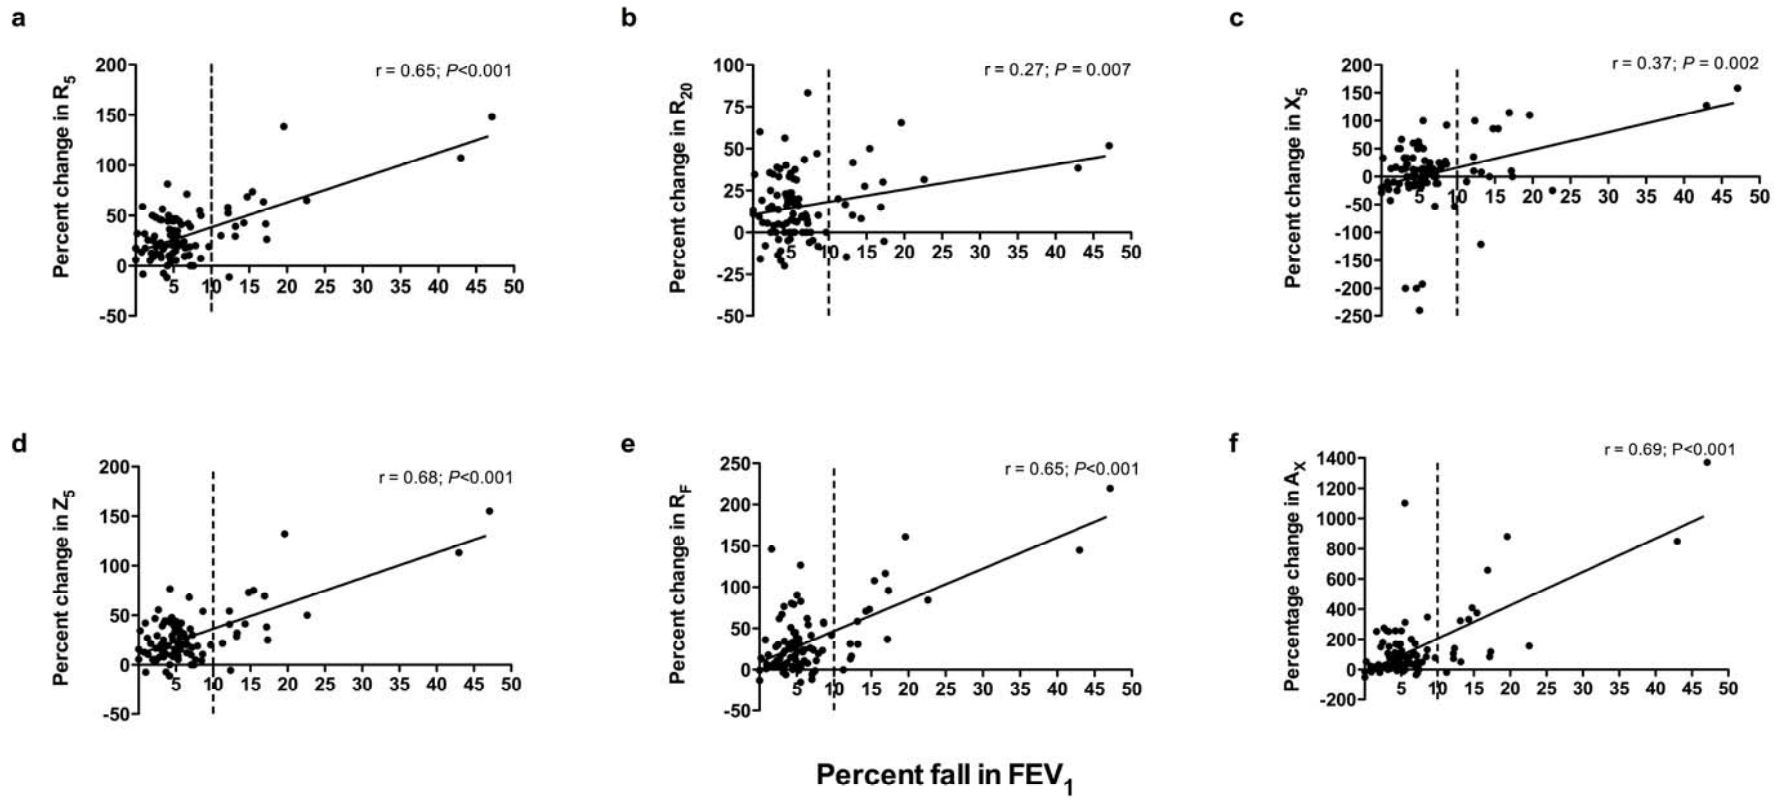 a
r = 0.65; P<0.001
Percent change in R5
200
150
100
50
0
-50
5 10 15 20 25 30 35 40 45 50
b
r = 0.27; P = 0.007
Percent change in R20
100
75
50
25
0
-25
-50
5 10 15 20 25 30 35 40 45 50
c
r = 0.37; P = 0.002
Percent change in X5
200
150
100
50
0
-50
-100
-150
-200
-250
5 10 15 20 25 30 35 40 45 50
d
r = 0.68; P<0.001
Percent change in Z5
200
150
100
50
0
-50
5 10 15 20 25 30 35 40 45 50
e
r = 0.65; P<0.001
Percent change in RF
250
200
150
100
50
0
-50
5 10 15 20 25 30 35 40 45 50
f
r = 0.69; P<0.001
Percentage change in AX
1400
1200
1000
800
600
400
200
0
-200
5 10 15 20 25 30 35 40 45 50
Percent fall in FEV1